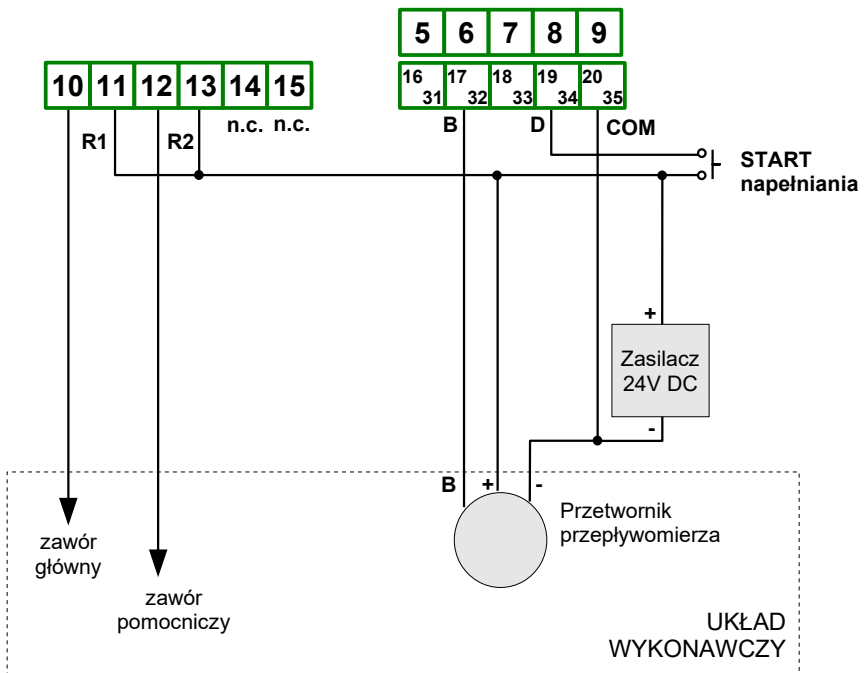 5 6 7 8 9
10 11 12 13 14 15
16 17 18 19 20
31 32 33 34 35
R1 R2 n.c. n.c.
B D COM
START
napełniania
+
Zasilacz
24V DC
-
B + -
Przetwornik
przepływomierza
zawór
główny
zawór
pomocniczy
UKŁAD
WYKONAWCZY